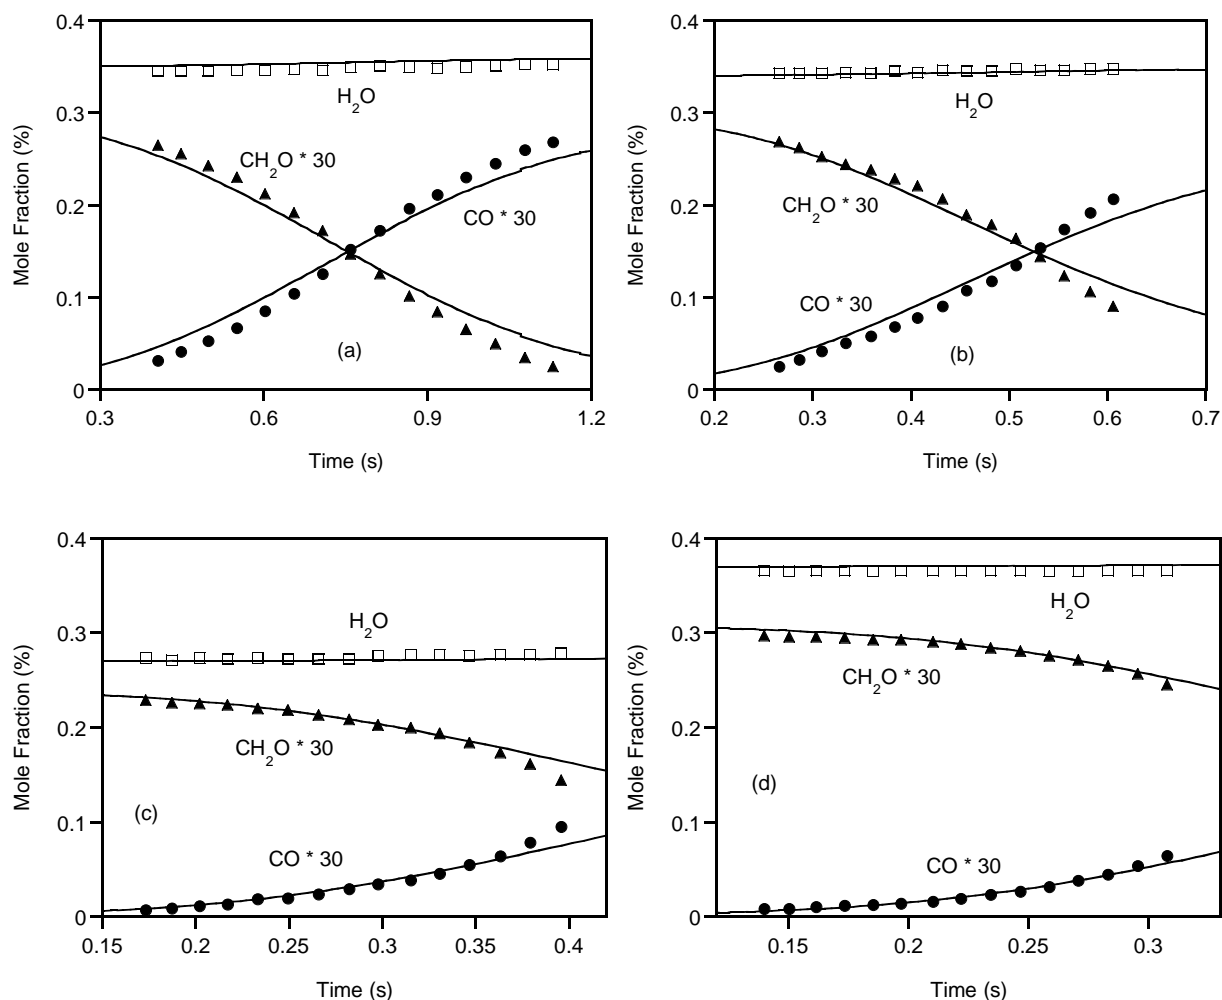 0.4
0.3
0.2
0.1
0
Mole Fraction (%)
H2O
CH2O * 30
CO * 30
(a)
0.3 0.6 0.9 1.2
Time (s)
0.4
0.3
0.2
0.1
0
Mole Fraction (%)
H2O
CH2O * 30
CO * 30
(b)
0.2 0.3 0.4 0.5 0.6 0.7
Time (s)
0.4
0.3
0.2
0.1
0
Mole Fraction (%)
H2O
CH2O * 30
(c)
CO * 30
0.15 0.2 0.25 0.3 0.35 0.4
Time (s)
0.4
0.3
0.2
0.1
0
Mole Fraction (%)
H2O
CH2O * 30
(d)
CO * 30
0.15 0.2 0.25 0.3
Time (s)